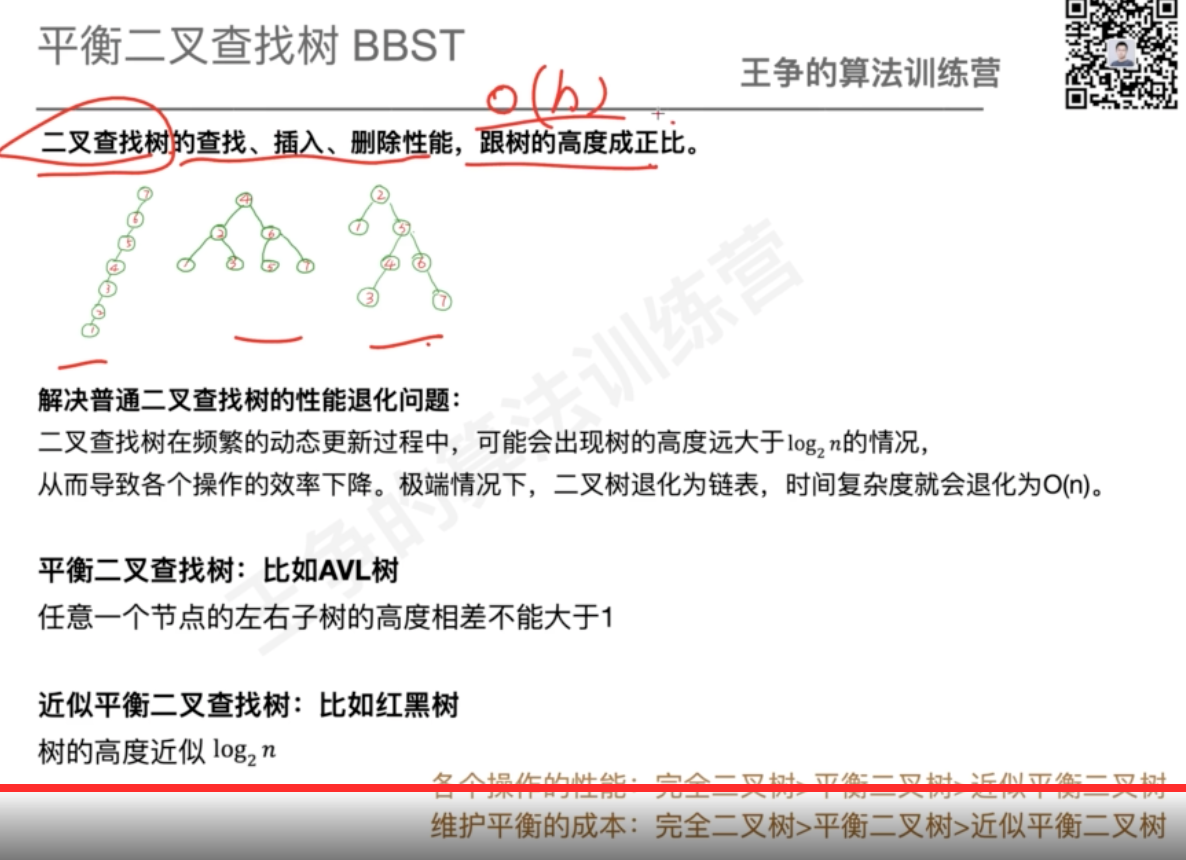 平衡二叉查找树 BBST
王争的算法训练营
O(h)
二叉查找树的查找、插入、删除性能，跟树的高度成正比。
7
6
5
4
3
2
1
4
2 6
1 3 5 7
2
1 5
4 6
3 7
解决普通二叉查找树的性能退化问题：
二叉查找树在频繁的动态更新过程中，可能会出现树的高度远大于log₂ n的情况，
从而导致各个操作的效率下降。极端情况下，二叉树退化为链表，时间复杂度就会退化为O(n)。
平衡二叉查找树：比如AVL树
任意一个节点的左右子树的高度相差不能大于1
近似平衡二叉查找树：比如红黑树
树的高度近似 log₂ n
各个操作的性能：完全二叉树>平衡二叉树>近似平衡二叉树
维护平衡的成本：完全二叉树>平衡二叉树>近似平衡二叉树
王争的算法训练营